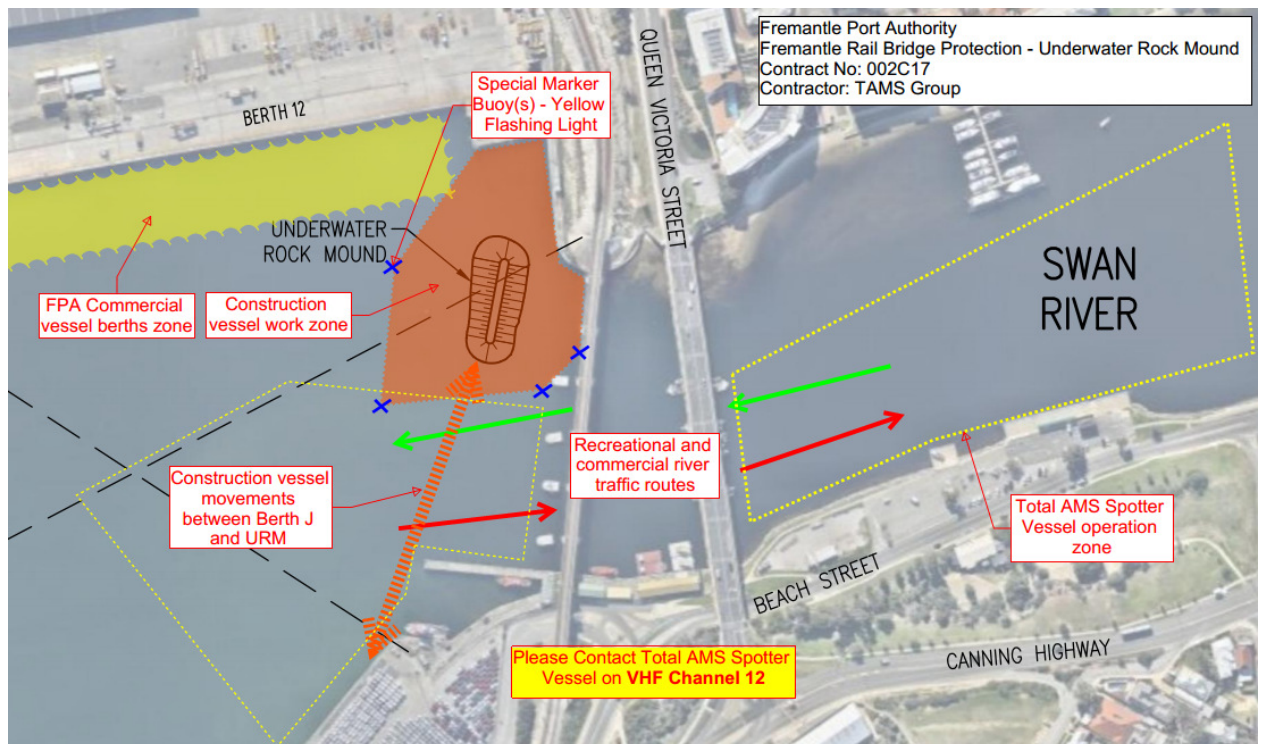 Fremantle Port Authority
Fremantle Rail Bridge Protection - Underwater Rock Mound
Contract No: 002C17
Contractor: TAMS Group
QUEEN VICTORIA
STREET
Special Marker
Buoy(s) - Yellow
Flashing Light
BERTH 12
UNDERWATER
ROCK MOUND
SWAN
RIVER
FPA Commercial
vessel berths zone
Construction
vessel work zone
Recreational and
commercial river
traffic routes
Construction vessel
movements
between Berth J
and URM
Total AMS Spotter
Vessel operation
zone
BEACH STREET
CANNING HIGHWAY
Please Contact Total AMS Spotter
Vessel on VHF Channel 12